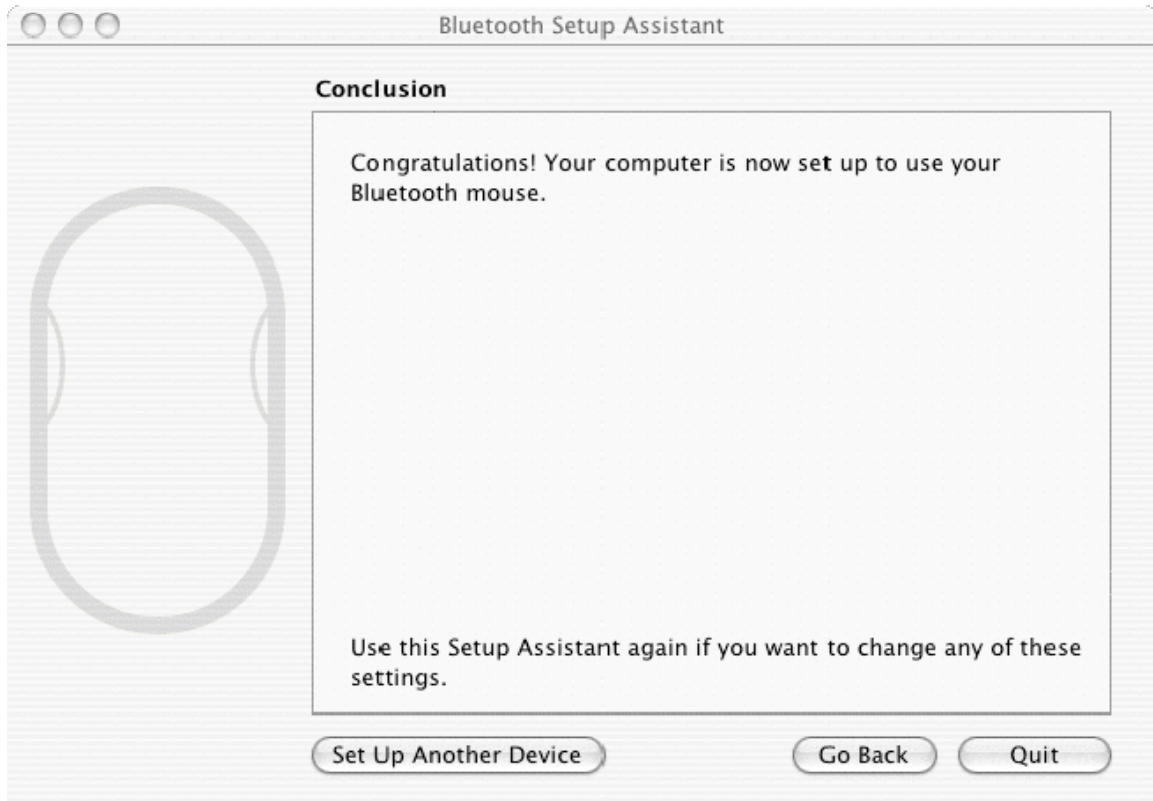 Bluetooth Setup Assistant
Conclusion
Congratulations! Your computer is now set up to use your
Bluetooth mouse.
Use this Setup Assistant again if you want to change any of these
settings.
Set Up Another Device
Go Back
Quit